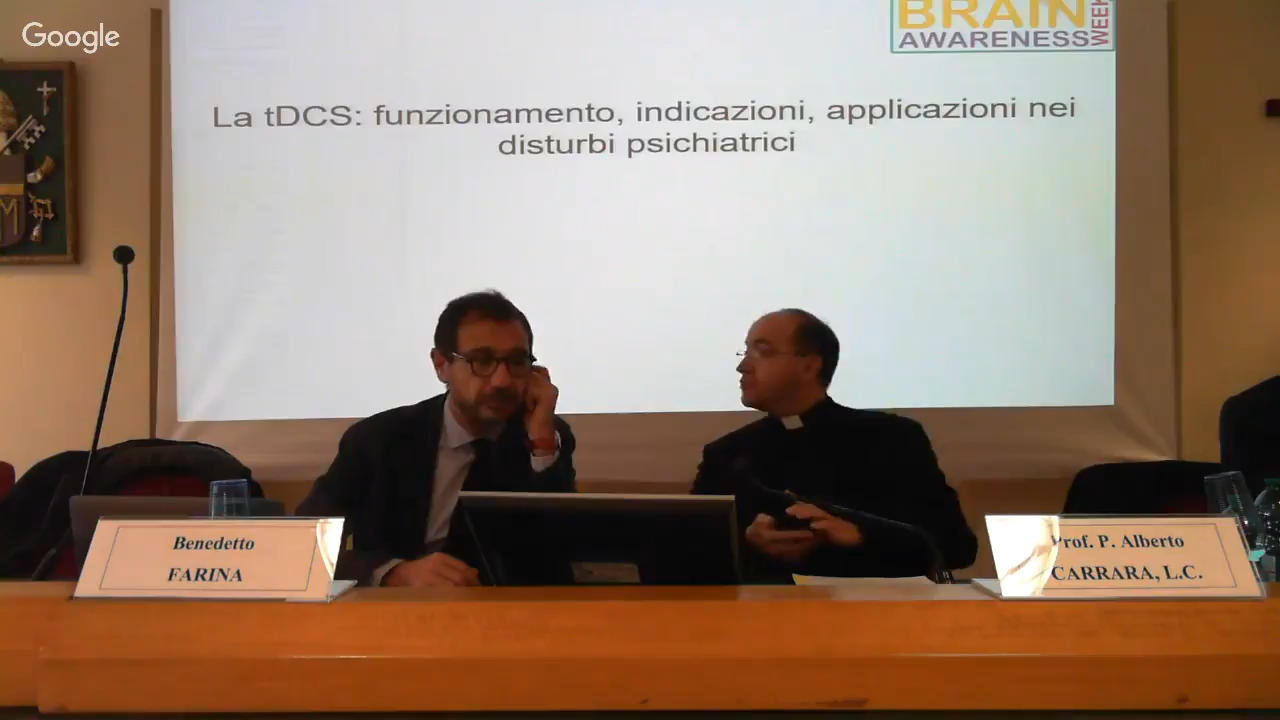 Google
BRAIN
AWARENESS
WEEK
La tDCS: funzionamento, indicazioni, applicazioni nei
disturbi psichiatrici
Benedetto
FARINA
Prof. P. Alberto
CARRARA, L.C.